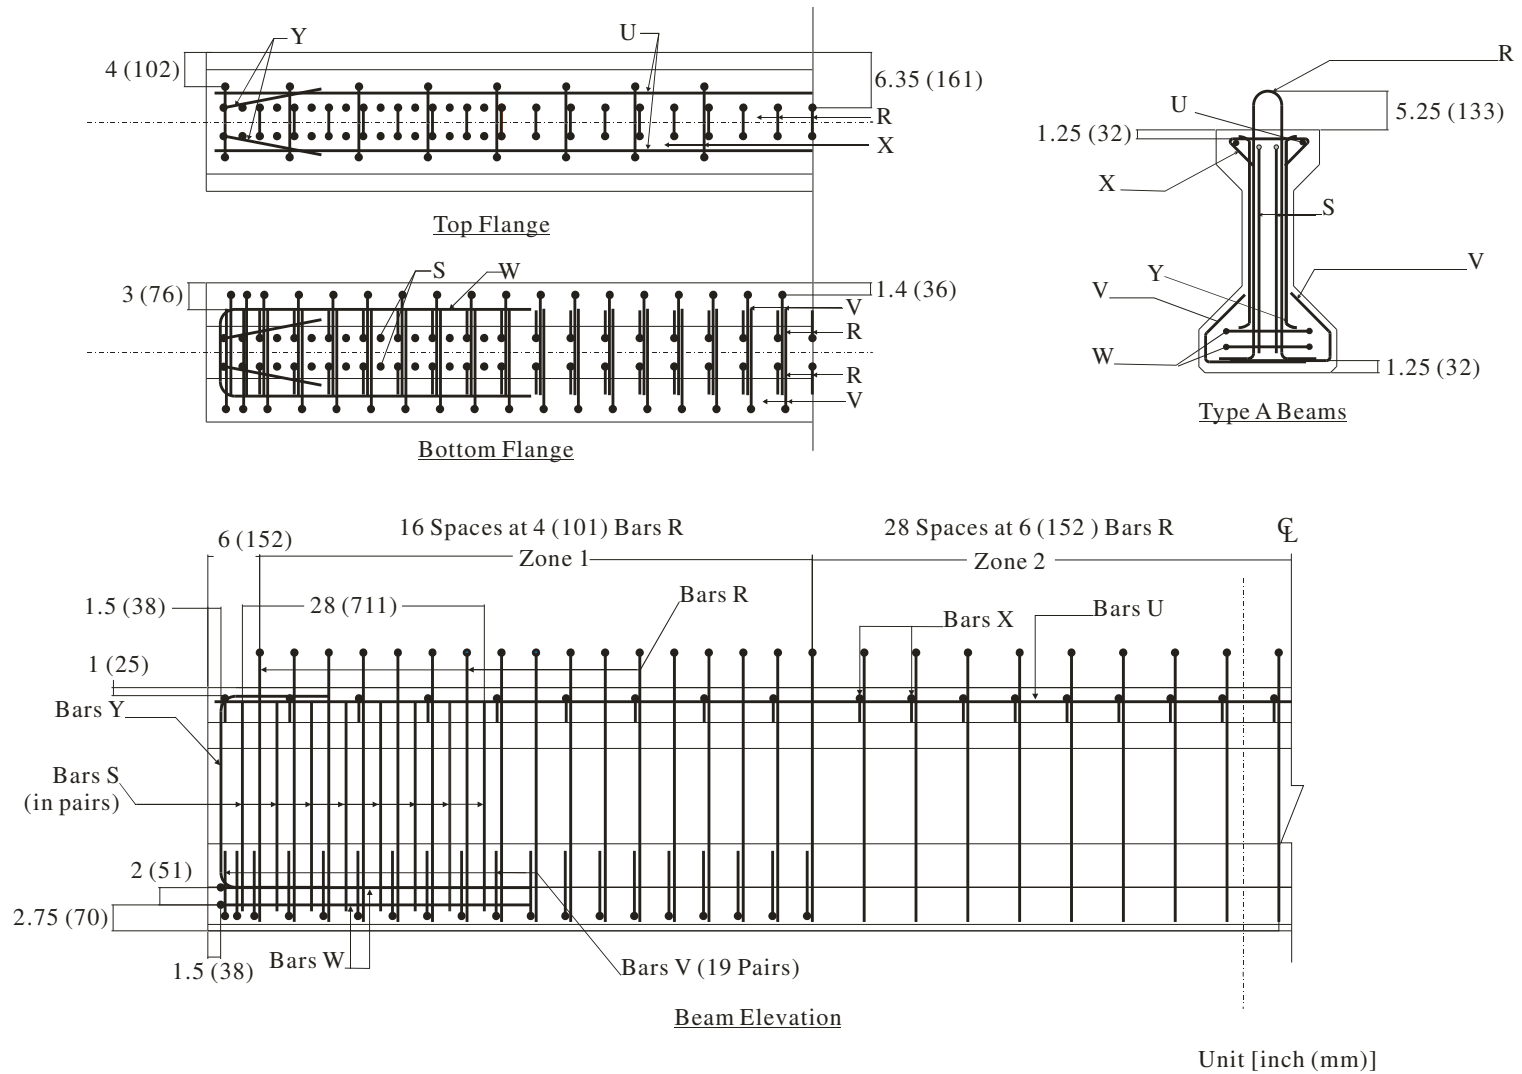 Y
U
4 (102)
6.35 (161)
R
X
Top Flange
S
W
3 (76)
1.4 (36)
V
R
R
V
Bottom Flange
R
U
5.25 (133)
1.25 (32)
X
S
Y
V
V
W
1.25 (32)
Type A Beams
16 Spaces at 4 (101) Bars R
28 Spaces at 6 (152 ) Bars R
CL
6 (152)
Zone 1
Zone 2
1.5 (38)
28 (711)
Bars R
Bars X
Bars U
1 (25)
Bars Y
Bars S
(in pairs)
2 (51)
2.75 (70)
1.5 (38)
Bars W
Bars V (19 Pairs)
Beam Elevation
Unit [inch (mm)]